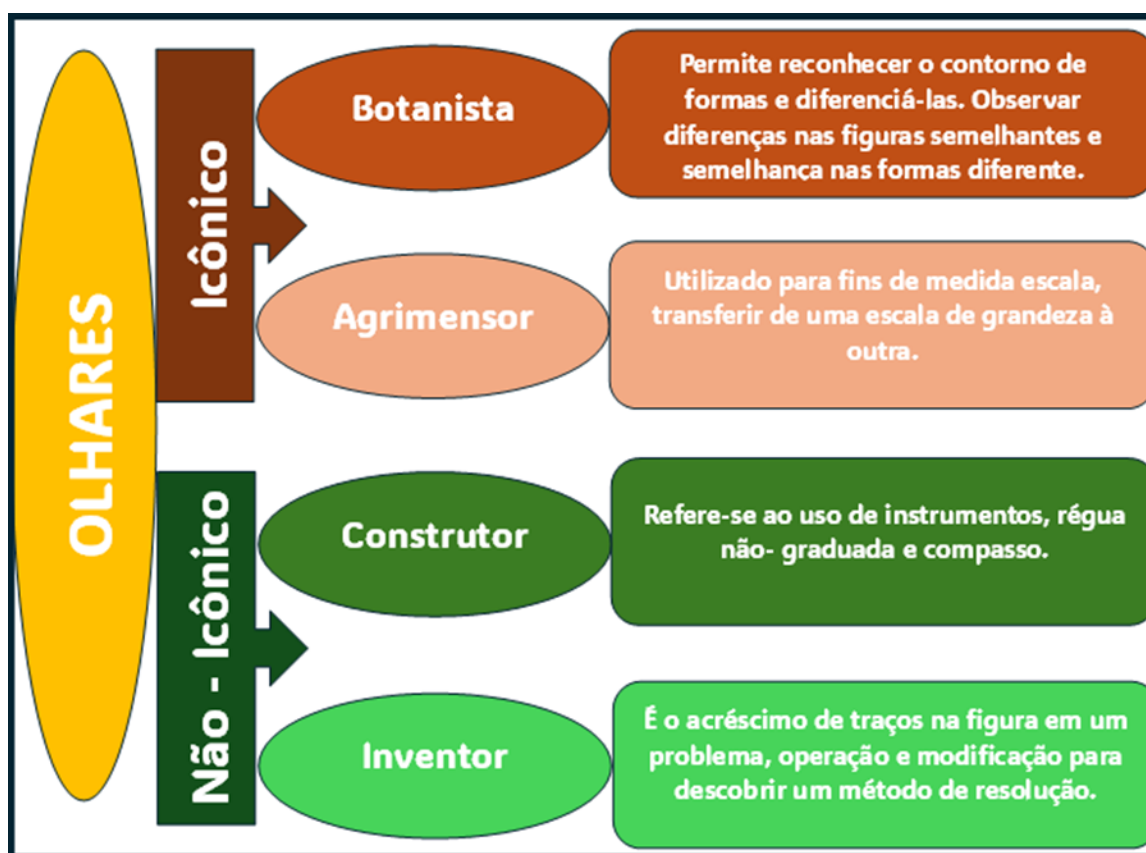 OLHARES
Icônico
Botanista
Permite reconhecer o contorno de
formas e diferenciá-las. Observar
diferenças nas figuras semelhantes e
semelhança nas formas diferente.
Agrimensor
Utilizado para fins de medida escala,
transferir de uma escala de grandeza à
outra.
Não - Icônico
Construtor
Refere-se ao uso de instrumentos, régua
não- graduada e compasso.
Inventor
É o acréscimo de traços na figura em um
problema, operação e modificação para
descobrir um método de resolução.